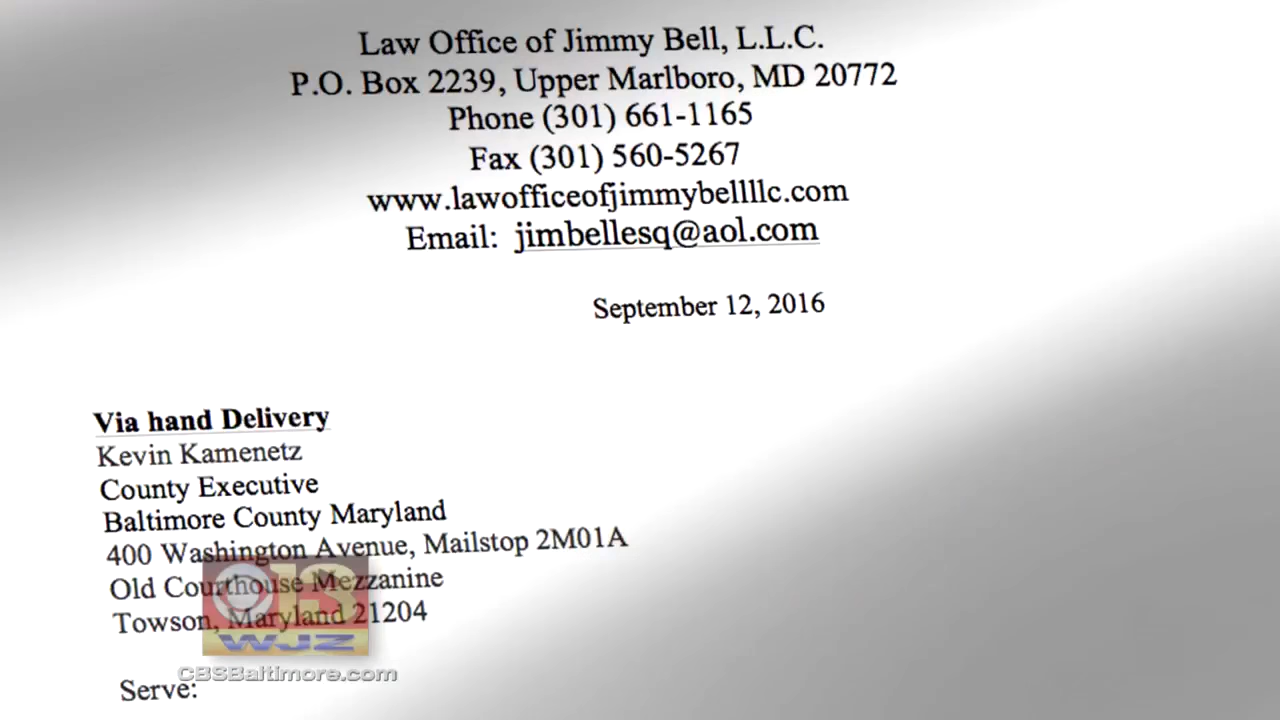 Law Office of Jimmy Bell, L.L.C.
P.O. Box 2239, Upper Marlboro, MD 20772
Phone (301) 661-1165
Fax (301) 560-5267
www.lawofficeofjimmybellllc.com
Email: jimbellesq@aol.com
September 12, 2016
Via hand Delivery
Kevin Kamenetz
County Executive
Baltimore County Maryland
400 Washington Avenue, Mailstop 2M01A
Old Courthouse Mezzanine
Towson, Maryland 21204
13
WJZ
CBSBaltimore.com
Serve: